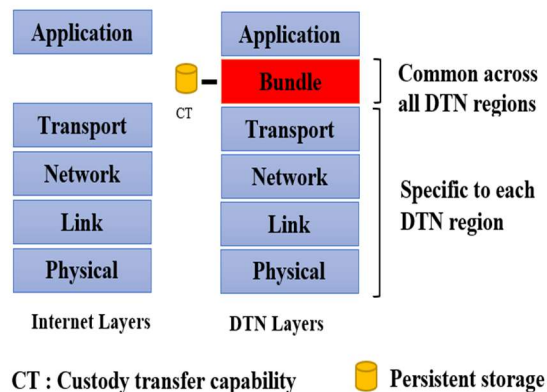 Application
Transport
Network
Link
Physical
Internet Layers
CT
Application
Bundle
Transport
Network
Link
Physical
DTN Layers
Common across
all DTN regions
Specific to each
DTN region
CT : Custody transfer capability
Persistent storage